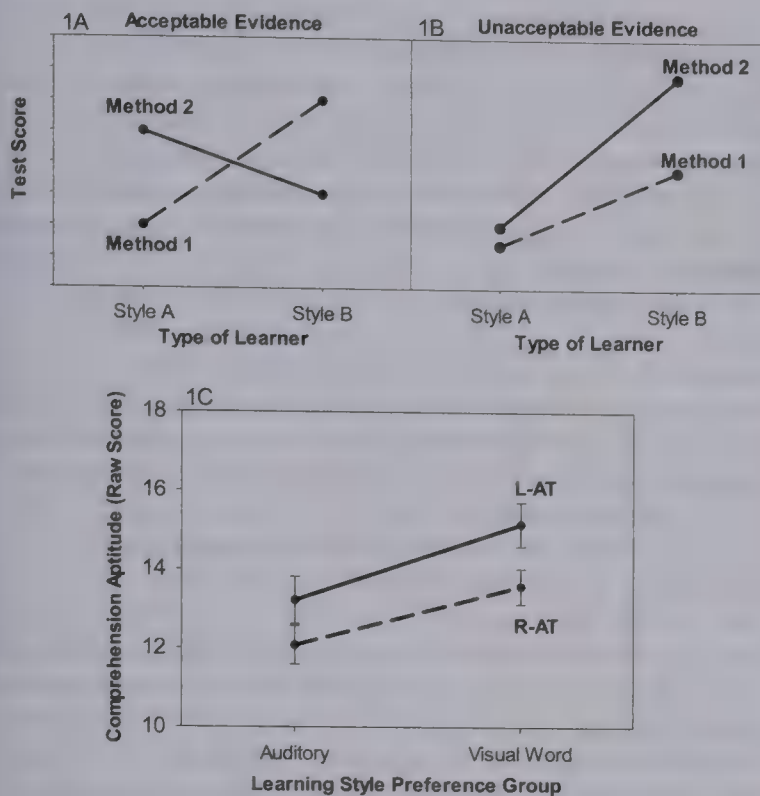 1A Acceptable Evidence
1B Unacceptable Evidence
Test Score
Method 2
Method 1
Style A Style B
Type of Learner
Method 2
Method 1
Style A Style B
Type of Learner
1C
Comprehension Aptitude (Raw Score)
18
16
14
12
10
L-AT
R-AT
Auditory Visual Word
Learning Style Preference Group